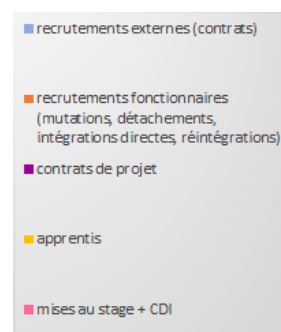 recrutements externes (contrats)
recrutements fonctionnaires
(mutations, détachements,
intégrations directes, réintégrations)
contrats de projet
apprentis
mises au stage + CDI